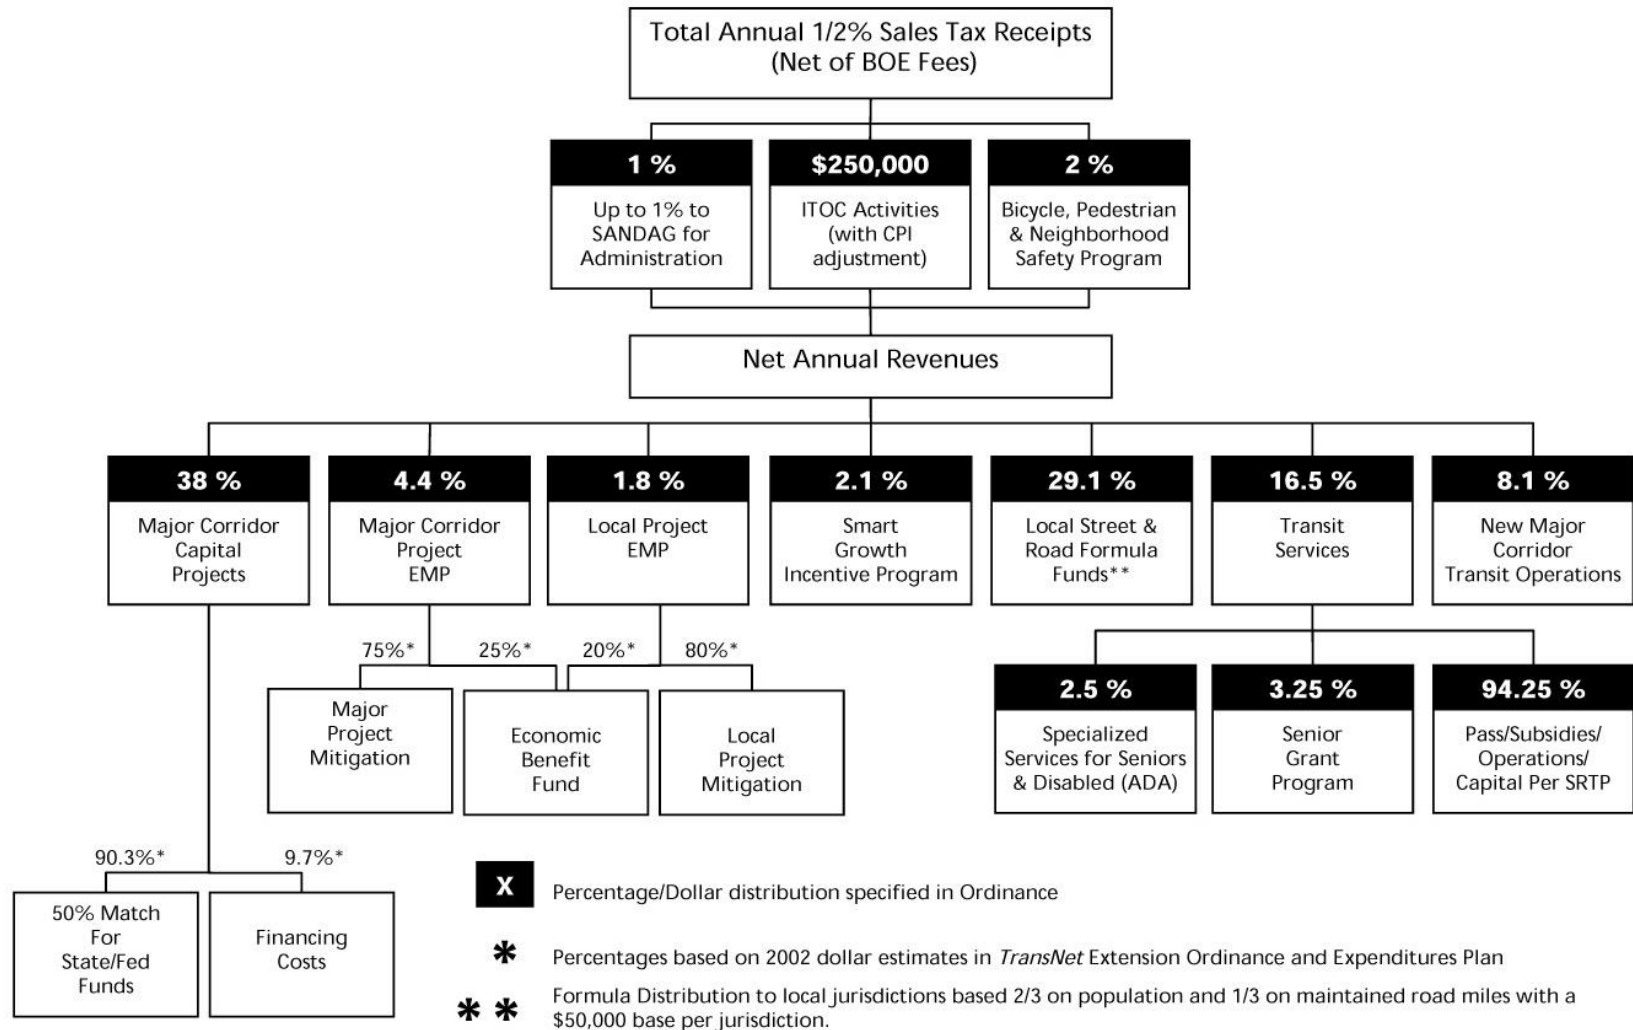 Total Annual 1/2% Sales Tax Receipts
(Net of BOE Fees)
1 %
Up to 1% to
SANDAG for
Administration
$250,000
ITOC Activities
(with CPI
adjustment)
2 %
Bicycle, Pedestrian
& Neighborhood
Safety Program
Net Annual Revenues
38 %
Major Corridor
Capital
Projects
4.4 %
Major Corridor
Project
EMP
1.8 %
Local Project
EMP
2.1 %
Smart
Growth
Incentive Program
29.1 %
Local Street &
Road Formula
Funds**
16.5 %
Transit
Services
8.1 %
New Major
Corridor
Transit Operations
75%*
25%*
20%*
80%*
Major
Project
Mitigation
Economic
Benefit
Fund
Local
Project
Mitigation
2.5 %
Specialized
Services for Seniors
& Disabled (ADA)
3.25 %
Senior
Grant
Program
94.25 %
Pass/Subsidies/
Operations/
Capital Per SRTP
90.3%*
9.7%*
50% Match
For
State/Fed
Funds
Financing
Costs
X Percentage/Dollar distribution specified in Ordinance
* Percentages based on 2002 dollar estimates in TransNet Extension Ordinance and Expenditures Plan
** Formula Distribution to local jurisdictions based 2/3 on population and 1/3 on maintained road miles with a
$50,000 base per jurisdiction.